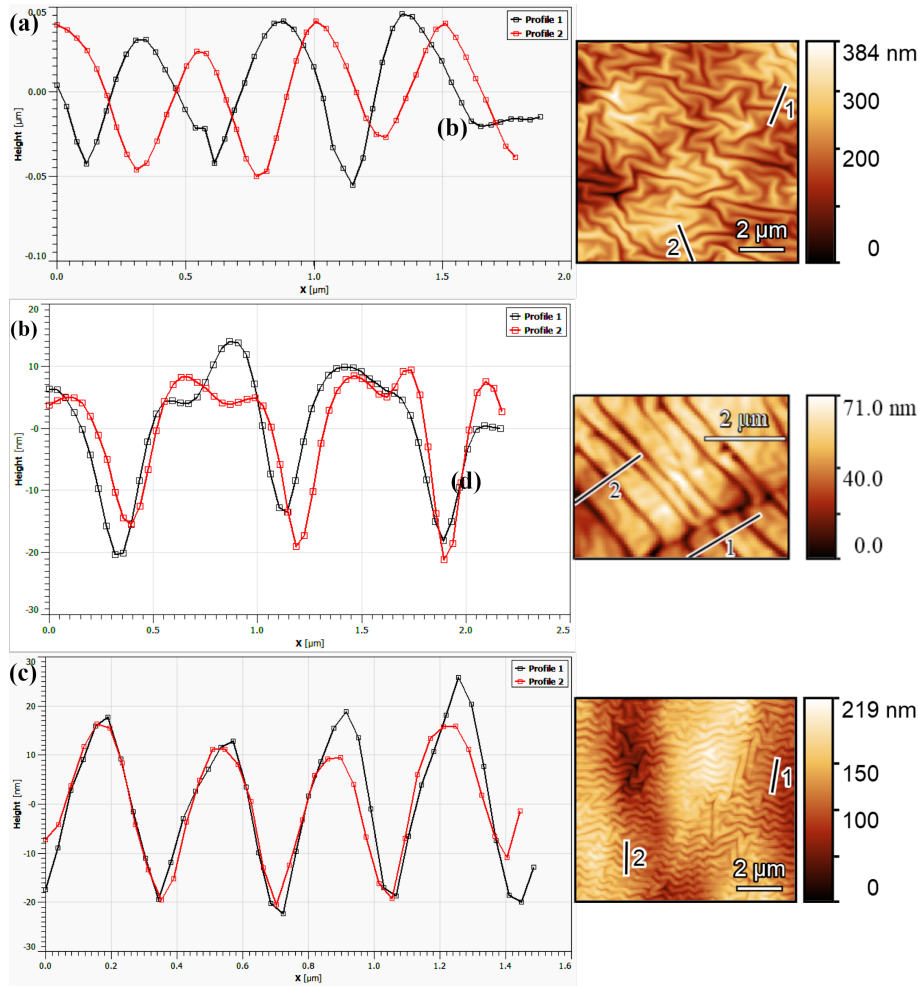 (a)
0.05
0.00
-0.05
-0.10
Height [µm]
0.0
0.5
1.0
1.5
2.0
X [µm]
Profile 1
Profile 2
(b)
1
2
2 µm
384 nm
300
200
0
(b)
20
10
-0
-10
-20
-30
Height [nm]
0.0
0.5
1.0
1.5
2.0
2.5
X [µm]
Profile 1
Profile 2
(d)
2 µm
2
1
71.0 nm
40.0
0.0
(c)
30
20
10
-0
-10
-20
-30
Height [nm]
0.0
0.2
0.4
0.6
0.8
1.0
1.2
1.4
1.6
X [µm]
Profile 1
Profile 2
1
2
2 µm
219 nm
150
100
0